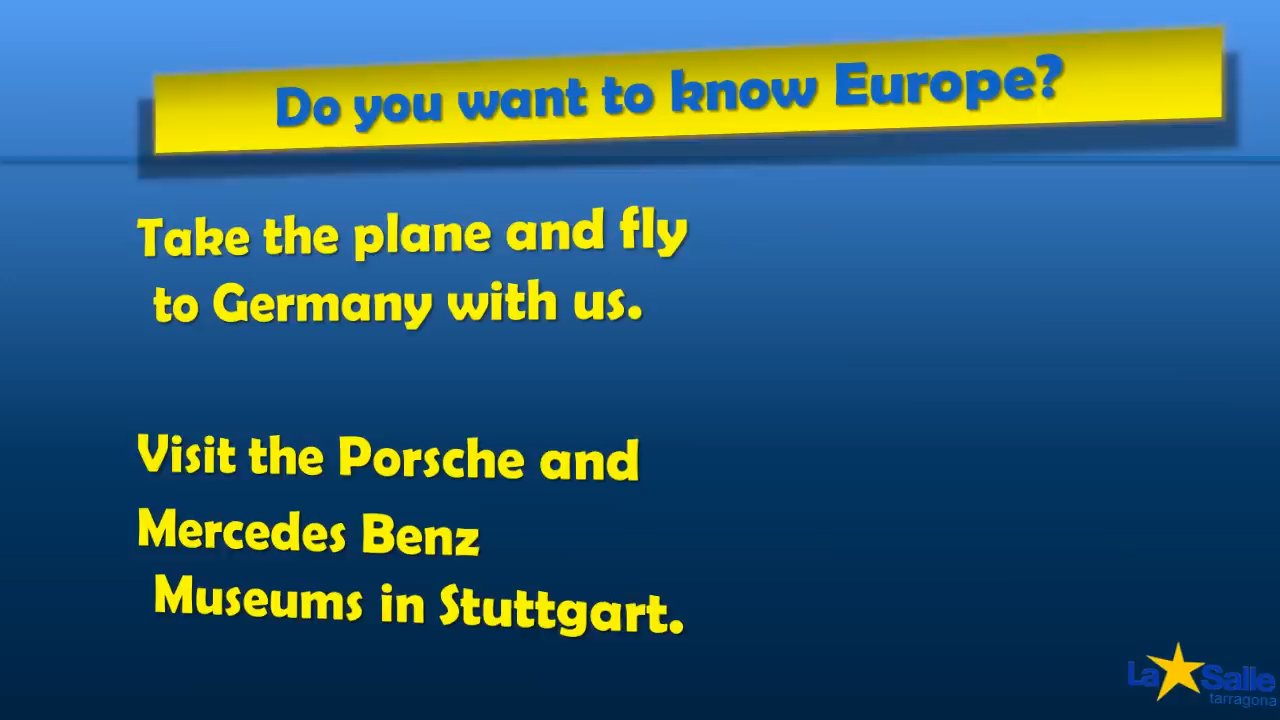 Do you want to know Europe?
Take the plane and fly
to Germany with us.
Visit the Porsche and
Mercedes Benz
Museums in Stuttgart.
La Salle
tarragona